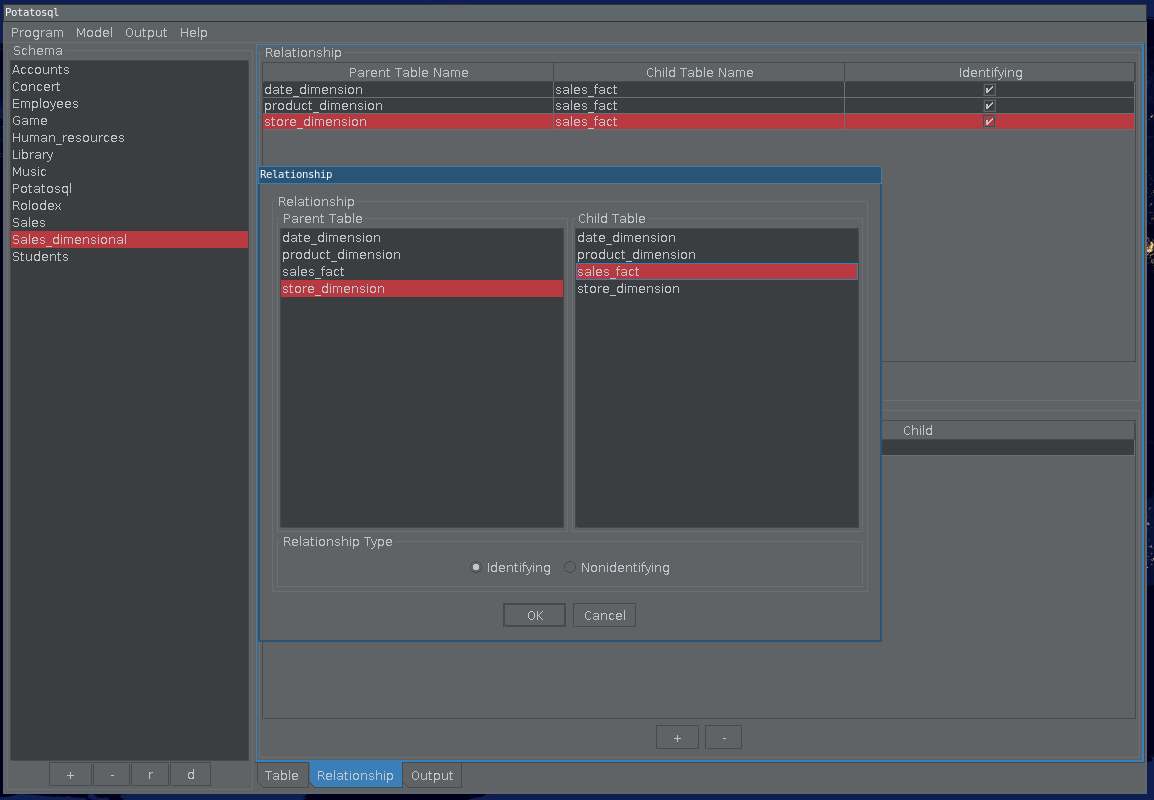 Potatosql
Program Model Output Help
Schema
Accounts
Concert
Employees
Game
Human_resources
Library
Music
Potatosql
Rolodex
Sales
Sales_dimensional
Students
+ - r d
Relationship
Parent Table Name Child Table Name Identifying
date_dimension sales_fact
product_dimension sales_fact
store_dimension sales_fact
Relationship
Relationship
Parent Table
date_dimension
product_dimension
sales_fact
store_dimension
Child Table
date_dimension
product_dimension
sales_fact
store_dimension
Relationship Type
Identifying Nonidentifying
OK Cancel
Child
+ -
Table Relationship Output